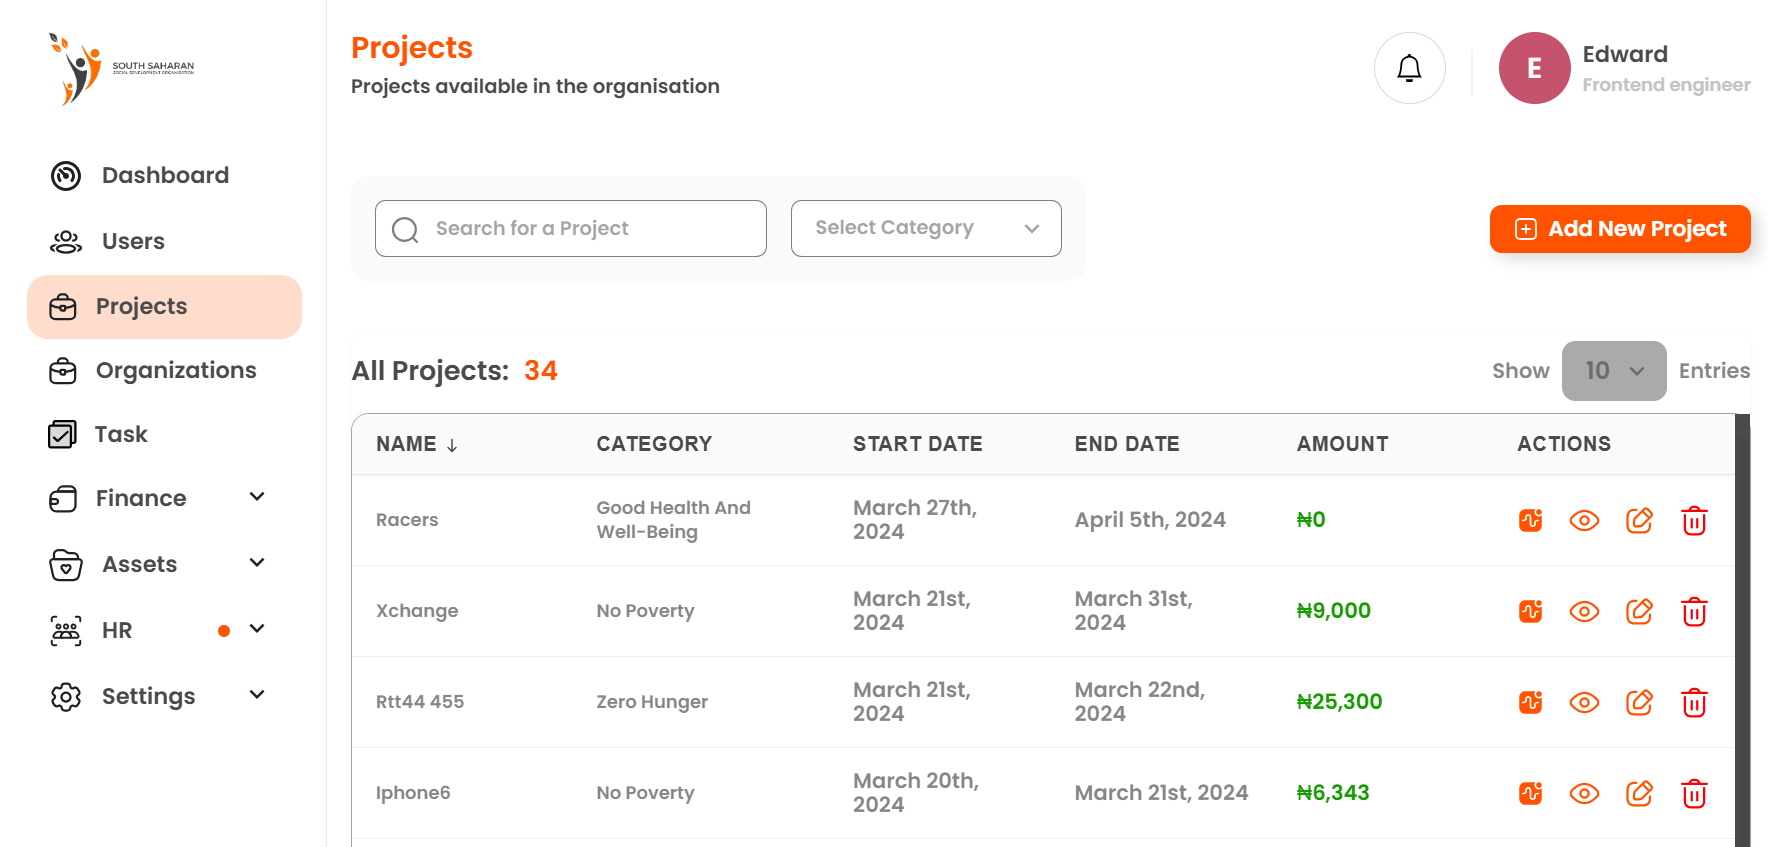 SOUTH SAHARAN
SOCIAL DEVELOPMENT ORGANISATION
Projects
Projects available in the organisation
E
Edward
Frontend engineer
Dashboard
Users
Projects
Organizations
Task
Finance
Assets
HR
Settings
Search for a Project
Select Category
Add New Project
All Projects: 34
Show 10 Entries
NAME ↓ CATEGORY START DATE END DATE AMOUNT ACTIONS
Racers
Good Health And
Well-Being
March 27th,
2024
April 5th, 2024
₦0
Xchange
No Poverty
March 21st,
2024
March 31st,
2024
₦9,000
Rtt44 455
Zero Hunger
March 21st,
2024
March 22nd,
2024
₦25,300
Iphone6
No Poverty
March 20th,
2024
March 21st, 2024
₦6,343